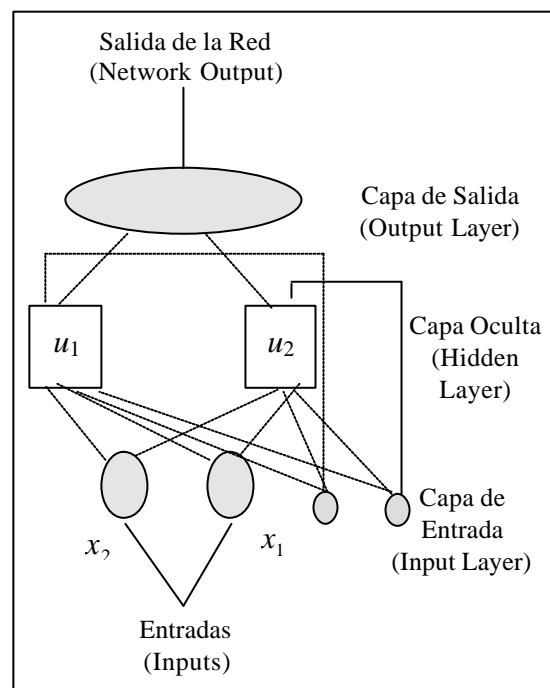 Salida de la Red
(Network Output)
Capa de Salida
(Output Layer)
u1
u2
Capa Oculta
(Hidden
Layer)
x2
x1
Capa de
Entrada
(Input Layer)
Entradas
(Inputs)